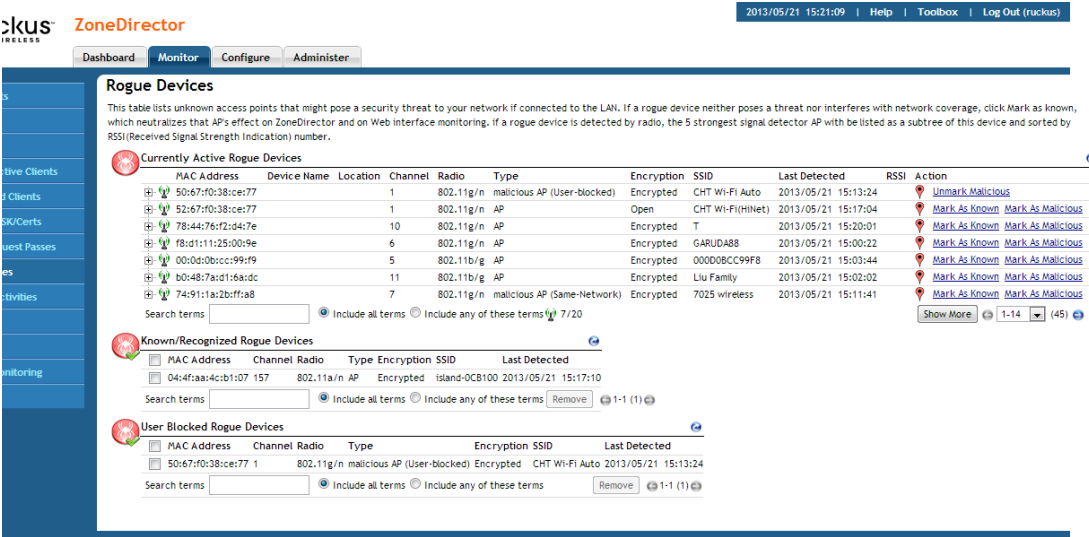 2013/05/21 15:21:09 | Help | Toolbox | Log Out (ruckus)
ckus ZoneDirector
IRELESS
Dashboard Monitor Configure Administer
Rogue Devices
This table lists unknown access points that might pose a security threat to your network if connected to the LAN. If a rogue device neither poses a threat nor interferes with network coverage, click Mark as known,
which neutralizes that AP's effect on ZoneDirector and on Web interface monitoring. if a rogue device is detected by radio, the 5 strongest signal detector AP with be listed as a subtree of this device and sorted by
RSSI(Received Signal Strength Indication) number.
ts
tive Clients
d Clients
SK/Certs
uest Passes
es
tivities
onitoring
Currently Active Rogue Devices
MAC Address Device Name Location Channel Radio Type Encryption SSID Last Detected RSSI Action
50:67:f0:38:ce:77 1 802.11g/n malicious AP (User-blocked) Encrypted CHT Wi-Fi Auto 2013/05/21 15:13:24 Unmark Malicious
52:67:f0:38:ce:77 1 802.11g/n AP Open CHT Wi-Fi(HiNet) 2013/05/21 15:17:04 Mark As Known Mark As Malicious
78:44:76:f2:d4:7e 10 802.11g/n AP Encrypted T 2013/05/21 15:20:01 Mark As Known Mark As Malicious
f8:d1:11:25:00:9e 6 802.11g/n AP Encrypted GARUDA88 2013/05/21 15:00:22 Mark As Known Mark As Malicious
00:0d:0b:cc:99:f9 5 802.11b/g AP Encrypted 000D0BCC99F8 2013/05/21 15:03:44 Mark As Known Mark As Malicious
b0:48:7a:d1:6a:dc 11 802.11b/g AP Encrypted Liu Family 2013/05/21 15:02:02 Mark As Known Mark As Malicious
74:91:1a:2b:ff:a8 7 802.11g/n malicious AP (Same-Network) Encrypted 7025 wireless 2013/05/21 15:11:41 Mark As Known Mark As Malicious
Search terms Include all terms Include any of these terms 7/20 Show More 1-14 (45)
Known/Recognized Rogue Devices
MAC Address Channel Radio Type Encryption SSID Last Detected
04:4f:aa:4c:b1:07 157 802.11a/n AP Encrypted island-0CB100 2013/05/21 15:17:10
Search terms Include all terms Include any of these terms Remove 1-1 (1)
User Blocked Rogue Devices
MAC Address Channel Radio Type Encryption SSID Last Detected
50:67:f0:38:ce:77 1 802.11g/n malicious AP (User-blocked) Encrypted CHT Wi-Fi Auto 2013/05/21 15:13:24
Search terms Include all terms Include any of these terms Remove 1-1 (1)